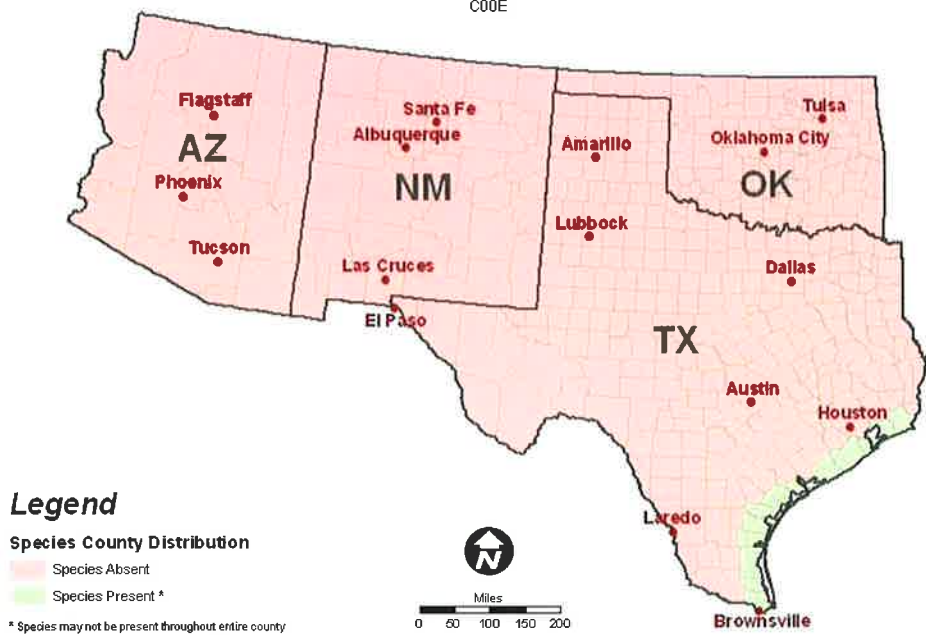 C00E
Flagstaff
Santa Fe
Tulsa
Albuquerque
Amarillo
Oklahoma City
AZ
Phoenix
NM
OK
Lubbock
Tucson
Las Cruces
Dallas
El Paso
TX
Austin
Houston
Legend
Laredo
Species County Distribution
Species Absent
N
Species Present *
Miles
0 50 100 150 200
* Species may not be present throughout entire county
Brownsville